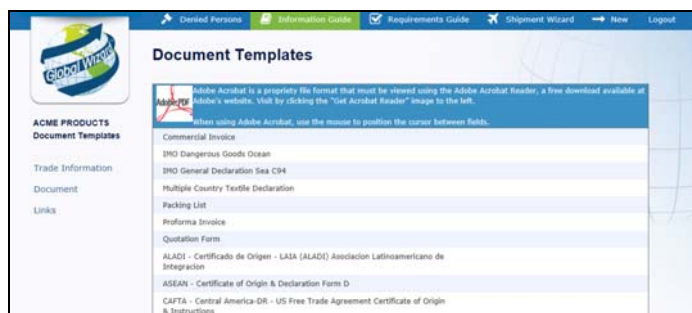 Denied Persons Information Guide Requirements Guide Shipment Wizard New Logout
Global Wizard
Document Templates
Adobe PDF
Adobe Acrobat is a propriety file format that must be viewed using the Adobe Acrobat Reader, a free download available at
Adobe's website. Visit by clicking the "Get Acrobat Reader" image to the left.
When using Adobe Acrobat, use the mouse to position the cursor between fields.
ACME PRODUCTS
Document Templates
Trade Information
Document
Links
Commercial Invoice
IMO Dangerous Goods Ocean
IMO General Declaration Sea C94
Multiple Country Textile Declaration
Packing List
Proforma Invoice
Quotation Form
ALADI - Certificado de Origen - LAIA (ALADI) Asociacion Latinoamericano de
Integracion
ASEAN - Certificate of Origin & Declaration Form D
CAFTA - Central America-DR - US Free Trade Agreement Certificate of Origin
& Instructions